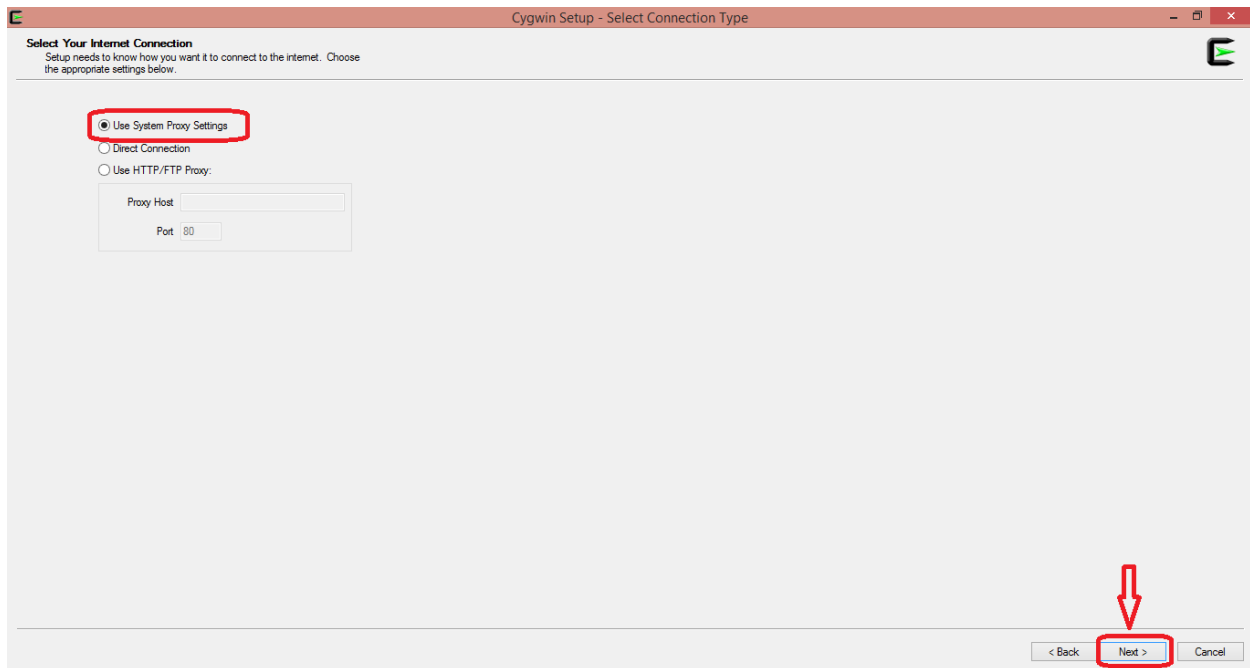 Cygwin Setup - Select Connection Type
Select Your Internet Connection
Setup needs to know how you want it to connect to the internet. Choose
the appropriate settings below.
Use System Proxy Settings
Direct Connection
Use HTTP/FTP Proxy:
Proxy Host
Port 80
< Back Next > Cancel